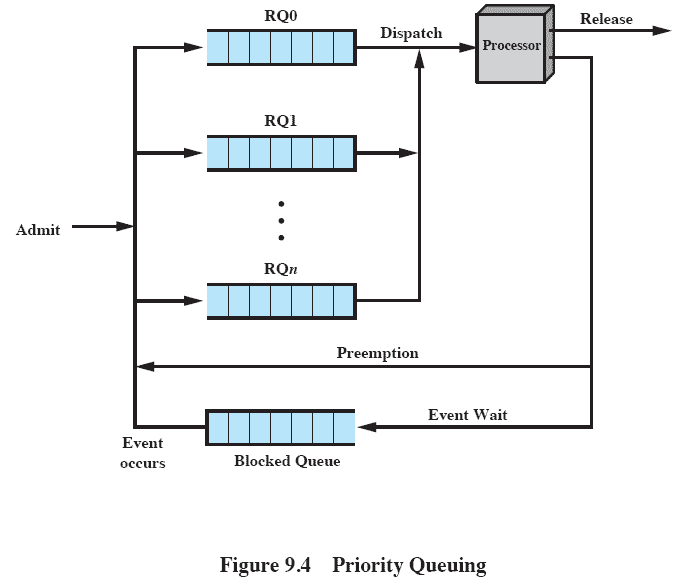 RQ0
Dispatch
Processor
Release
RQ1
Admit
RQn
Preemption
Event Wait
Event
occurs
Blocked Queue
Figure 9.4 Priority Queuing